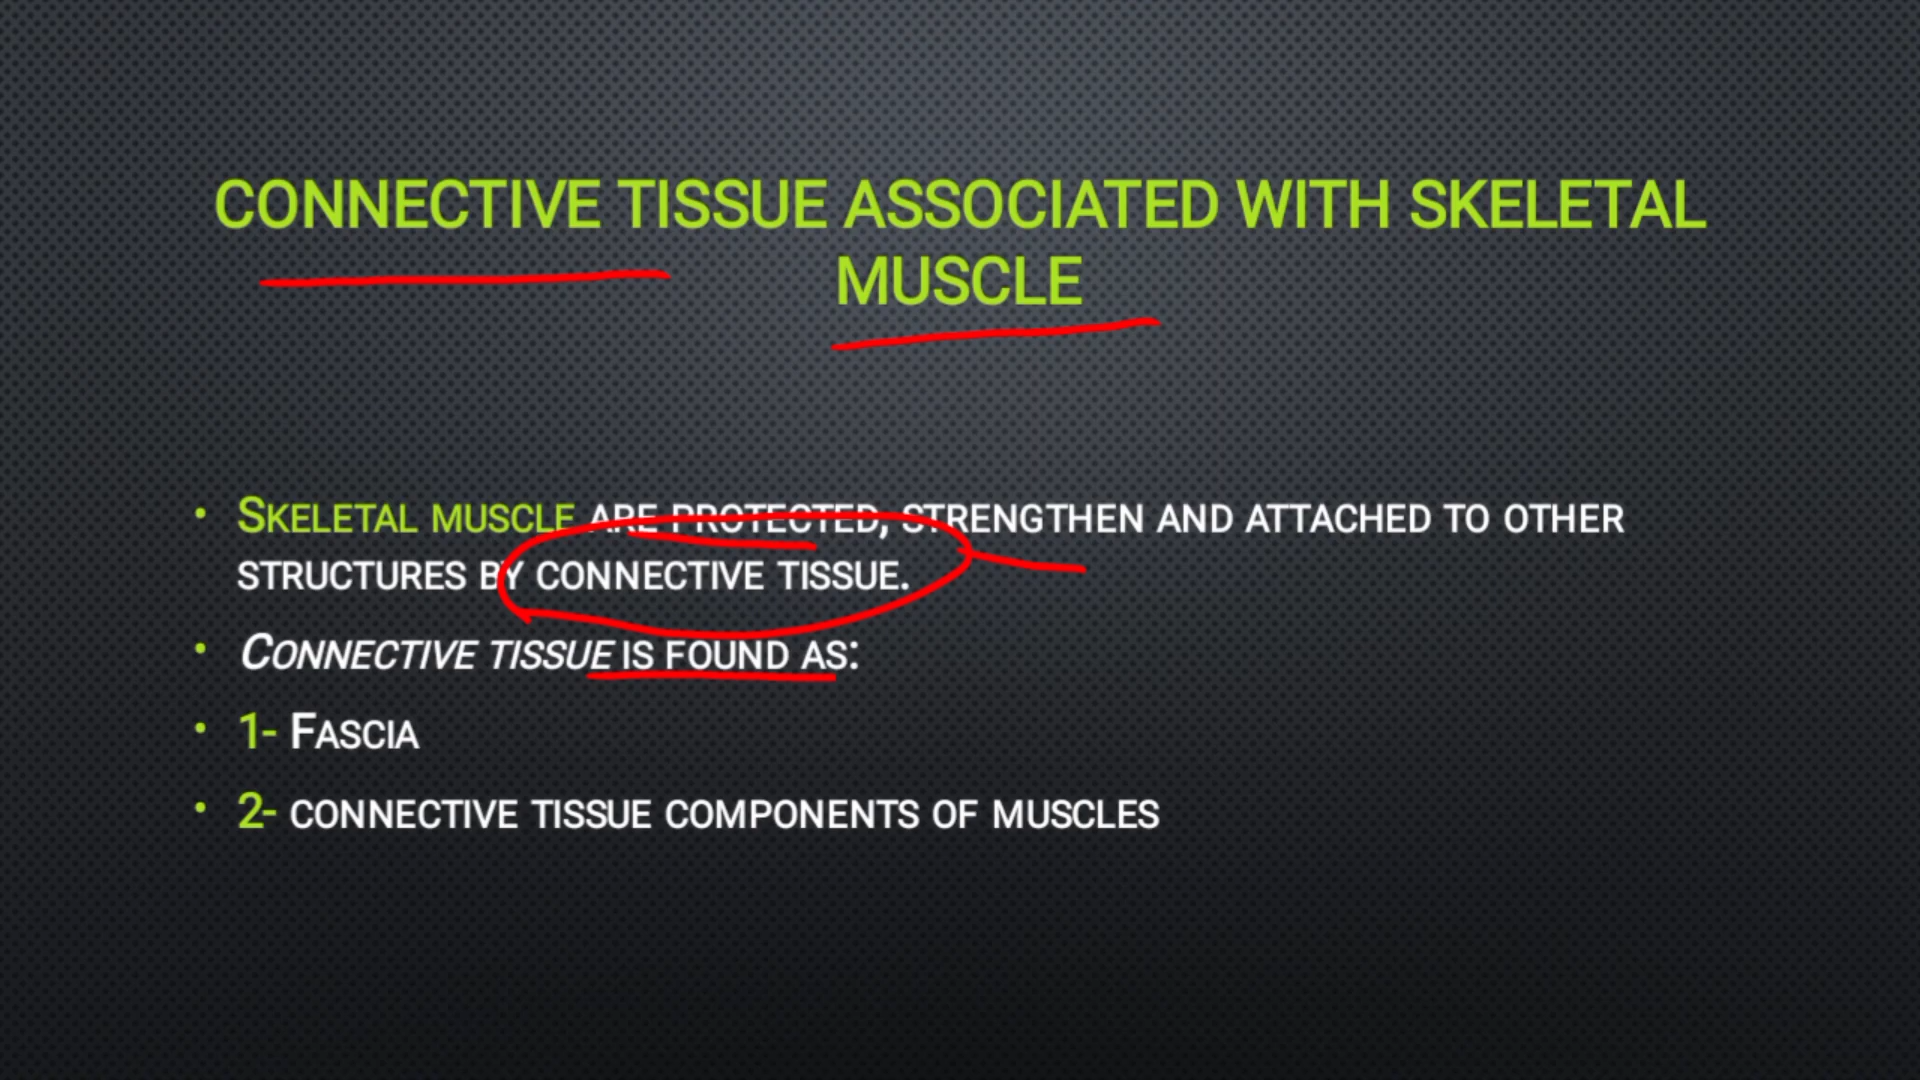 CONNECTIVE TISSUE ASSOCIATED WITH SKELETAL
MUSCLE
• SKELETAL MUSCLE ARE PROTECTED, STRENGTHEN AND ATTACHED TO OTHER
STRUCTURES BY CONNECTIVE TISSUE.
• CONNECTIVE TISSUE IS FOUND AS:
• 1- FASCIA
• 2- CONNECTIVE TISSUE COMPONENTS OF MUSCLES